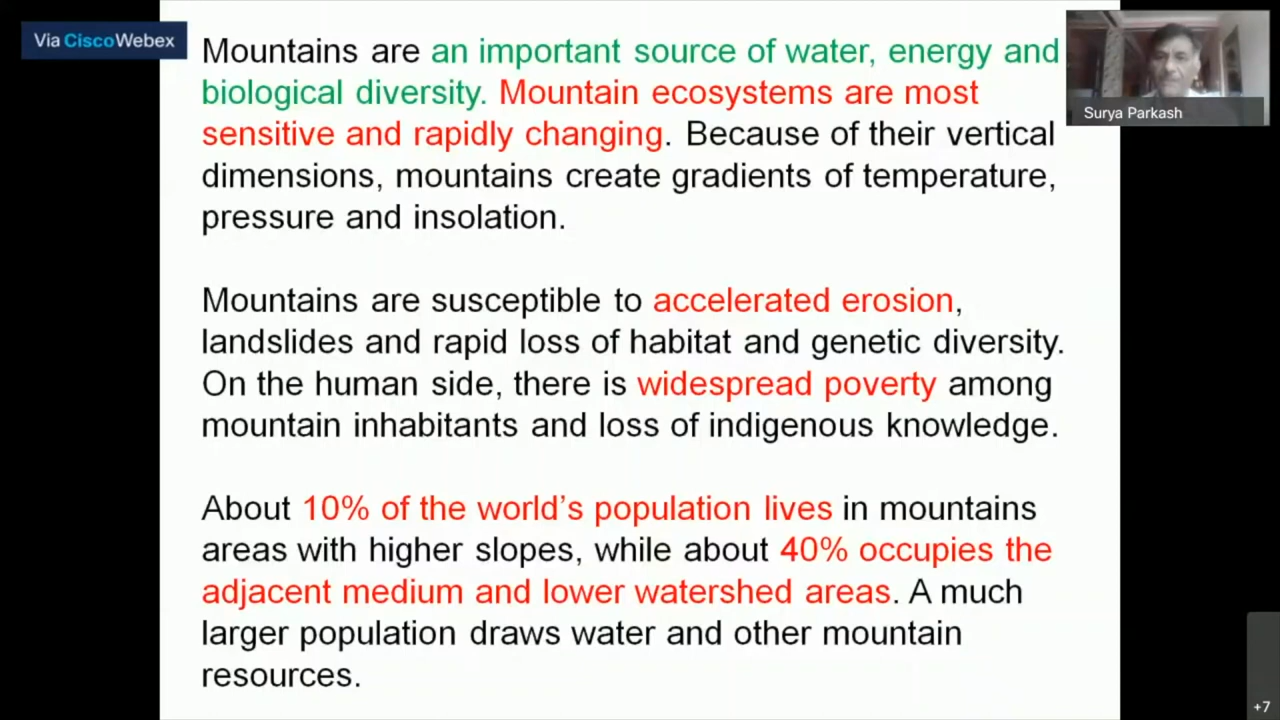 Via CiscoWebex
Mountains are an important source of water, energy and
biological diversity. Mountain ecosystems are most
sensitive and rapidly changing. Because of their vertical
dimensions, mountains create gradients of temperature,
pressure and insolation.
Mountains are susceptible to accelerated erosion,
landslides and rapid loss of habitat and genetic diversity.
On the human side, there is widespread poverty among
mountain inhabitants and loss of indigenous knowledge.
About 10% of the world’s population lives in mountains
areas with higher slopes, while about 40% occupies the
adjacent medium and lower watershed areas. A much
larger population draws water and other mountain
resources.
Surya Parkash
+7